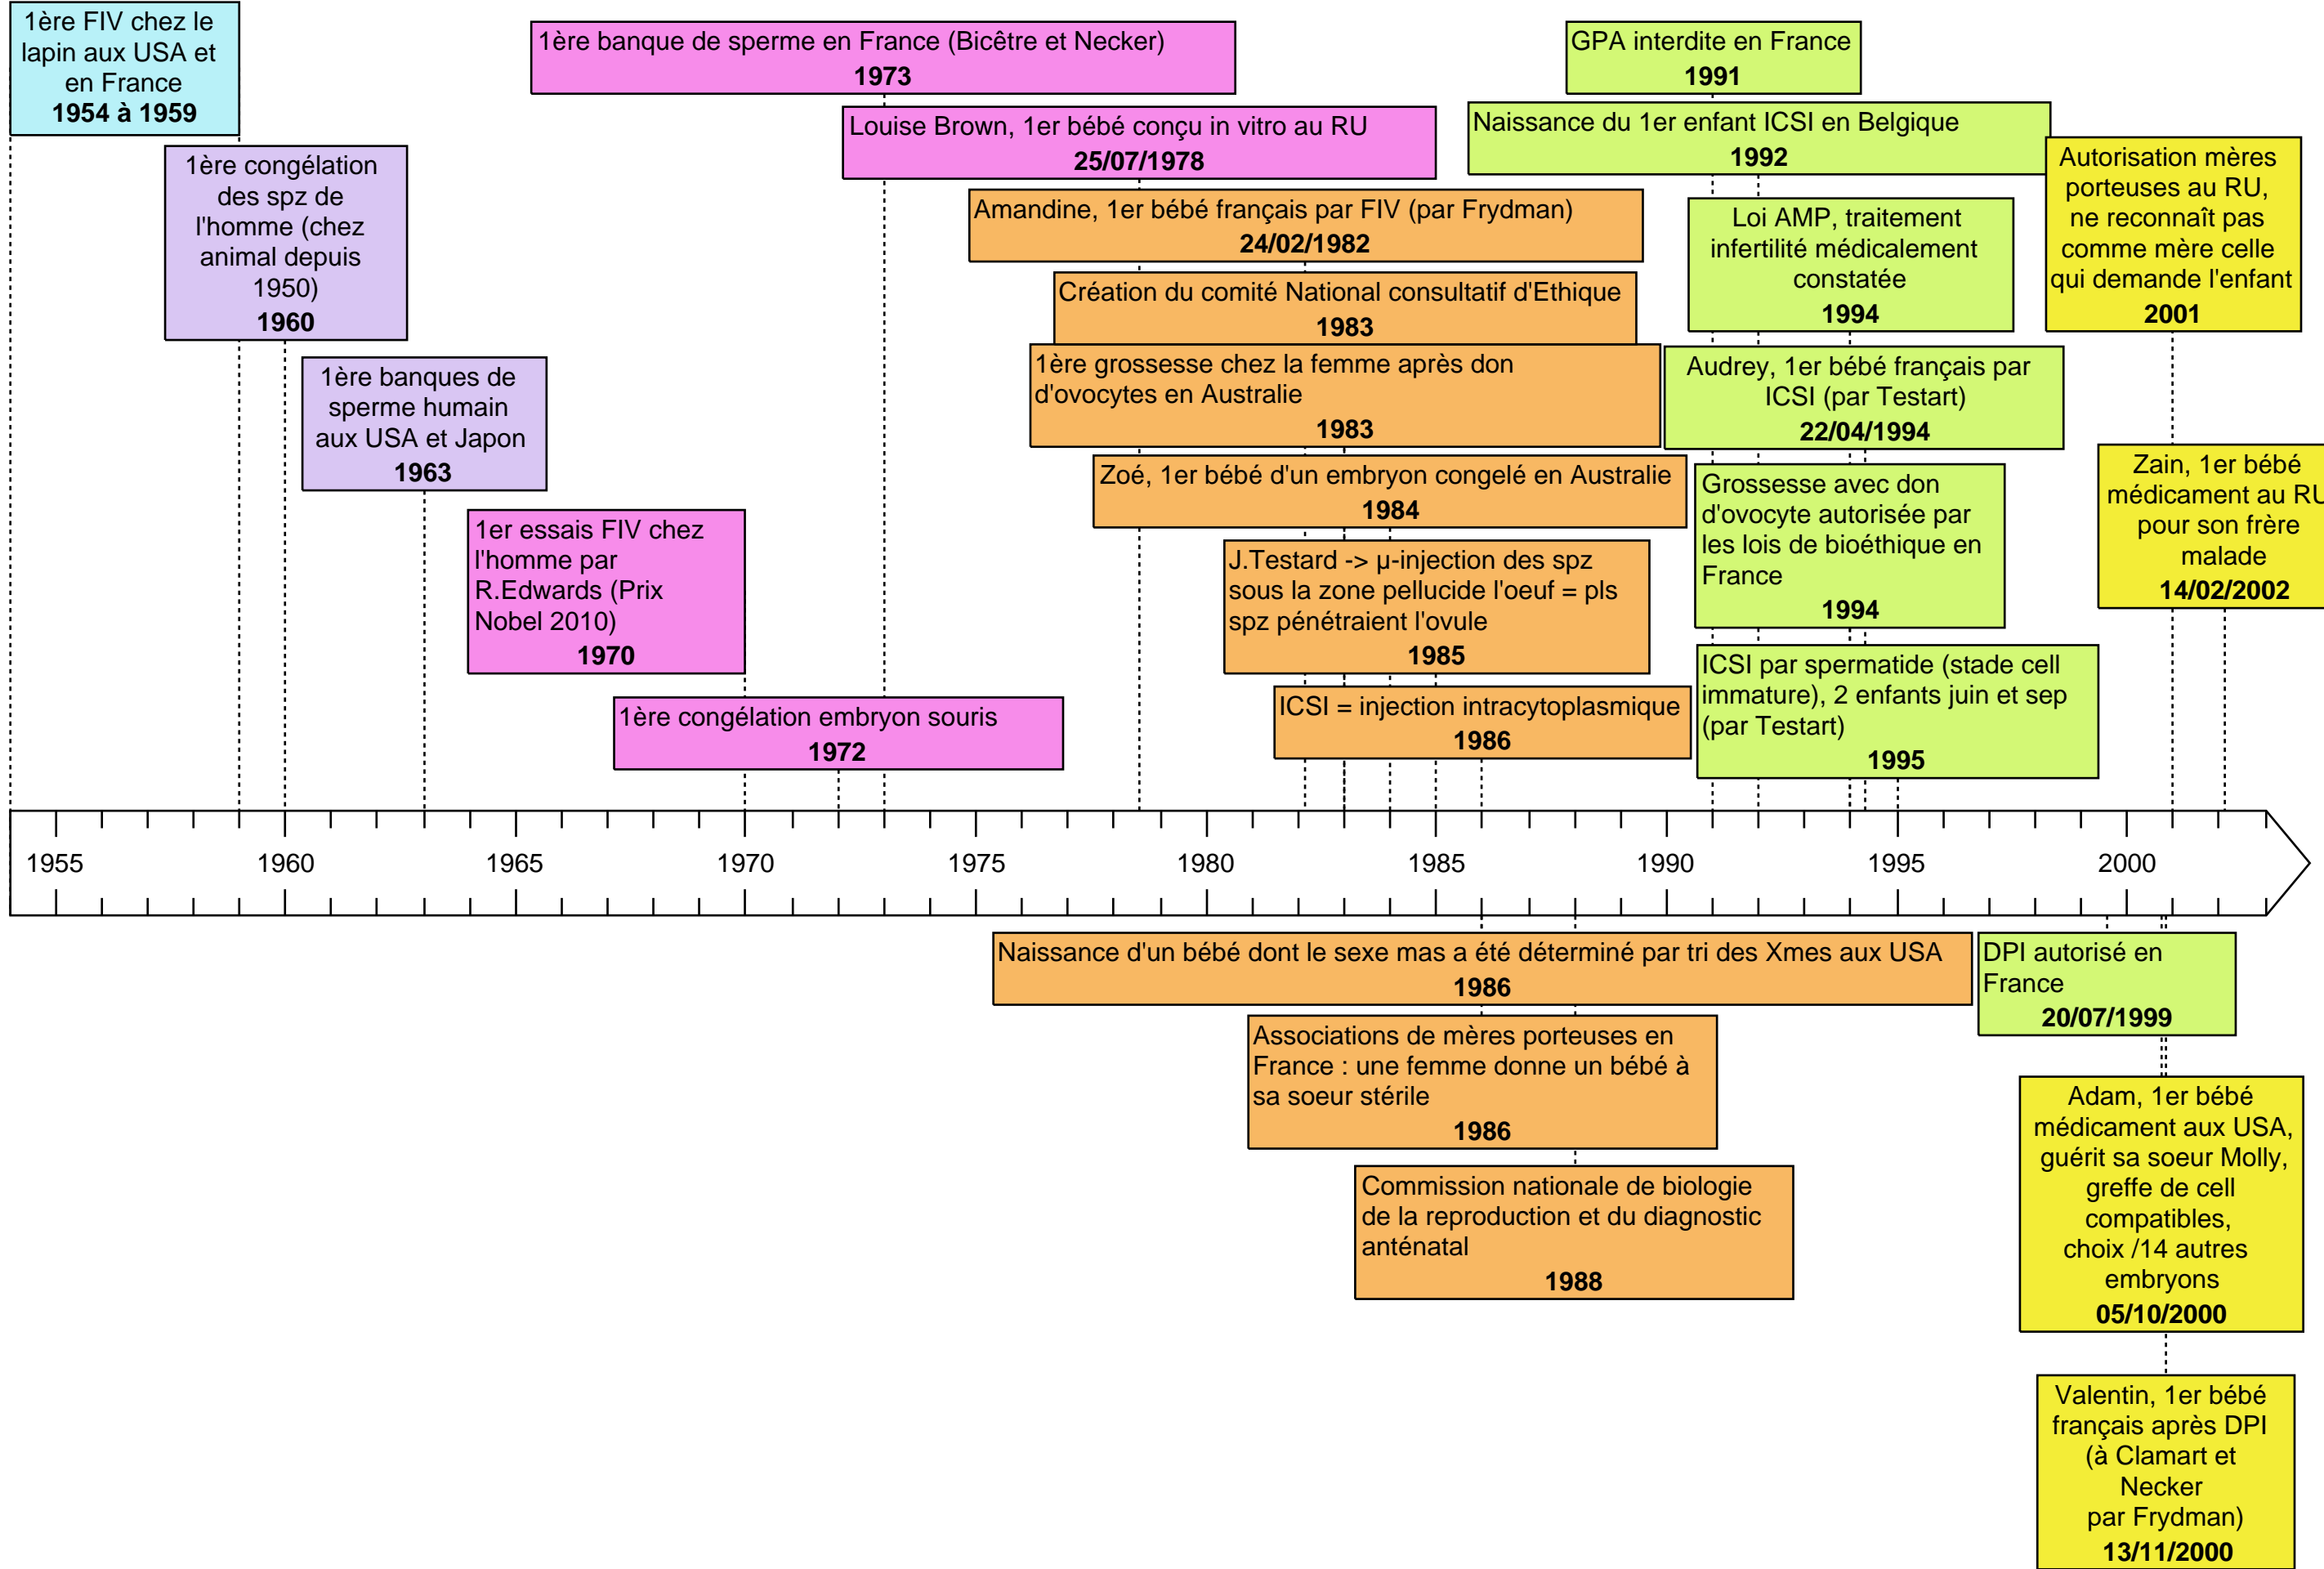 1ère FIV chez le
lapin aux USA et
en France
1954 à 1959
1ère congélation
des spz de
l'homme (chez
animal depuis
1950)
1960
1ère banques de
sperme humain
aux USA et Japon
1963
1er essais FIV chez
l'homme par
R.Edwards (Prix
Nobel 2010)
1970
1ère congélation embryon souris
1972
1ère banque de sperme en France (Bicêtre et Necker)
1973
Louise Brown, 1er bébé conçu in vitro au RU
25/07/1978
Amandine, 1er bébé français par FIV (par Frydman)
24/02/1982
Création du comité National consultatif d'Ethique
1983
1ère grossesse chez la femme après don
d'ovocytes en Australie
1983
Zoé, 1er bébé d'un embryon congelé en Australie
1984
J.Testard -> µ-injection des spz
sous la zone pellucide l'oeuf = pls
spz pénétraient l'ovule
1985
ICSI = injection intracytoplasmique
1986
GPA interdite en France
1991
Naissance du 1er enfant ICSI en Belgique
1992
Loi AMP, traitement
infertilité médicalement
constatée
1994
Audrey, 1er bébé français par
ICSI (par Testart)
22/04/1994
Grossesse avec don
d'ovocyte autorisée par
les lois de bioéthique en
France
1994
ICSI par spermatide (stade cell
immature), 2 enfants juin et sep
(par Testart)
1995
Autorisation mères
porteuses au RU,
ne reconnaît pas
comme mère celle
qui demande l'enfant
2001
Zain, 1er bébé
médicament au RU
pour son frère
malade
14/02/2002
1955 1960 1965 1970 1975 1980 1985 1990 1995 2000
Naissance d'un bébé dont le sexe mas a été déterminé par tri des Xmes aux USA
1986
Associations de mères porteuses en
France : une femme donne un bébé à
sa soeur stérile
1986
Commission nationale de biologie
de la reproduction et du diagnostic
anténatal
1988
DPI autorisé en
France
20/07/1999
Adam, 1er bébé
médicament aux USA,
guérit sa soeur Molly,
greffe de cell
compatibles,
choix /14 autres
embryons
05/10/2000
Valentin, 1er bébé
français après DPI
(à Clamart et
Necker
par Frydman)
13/11/2000